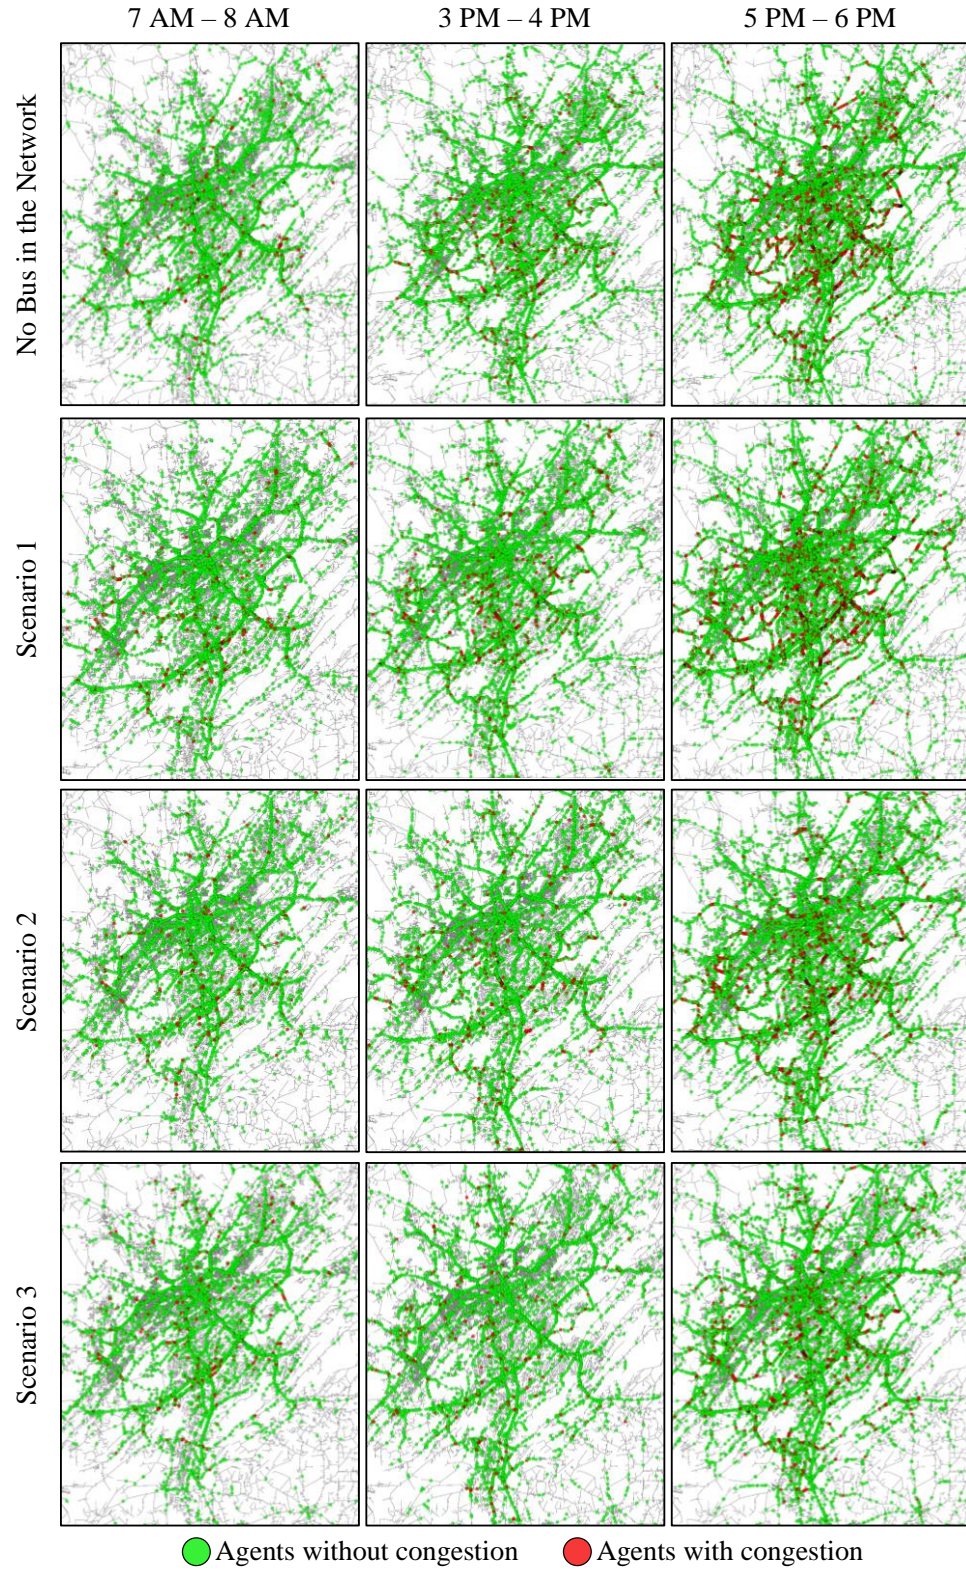 7 AM – 8 AM
3 PM – 4 PM
5 PM – 6 PM
No Bus in the Network
Scenario 1
Scenario 2
Scenario 3
Agents without congestion
Agents with congestion